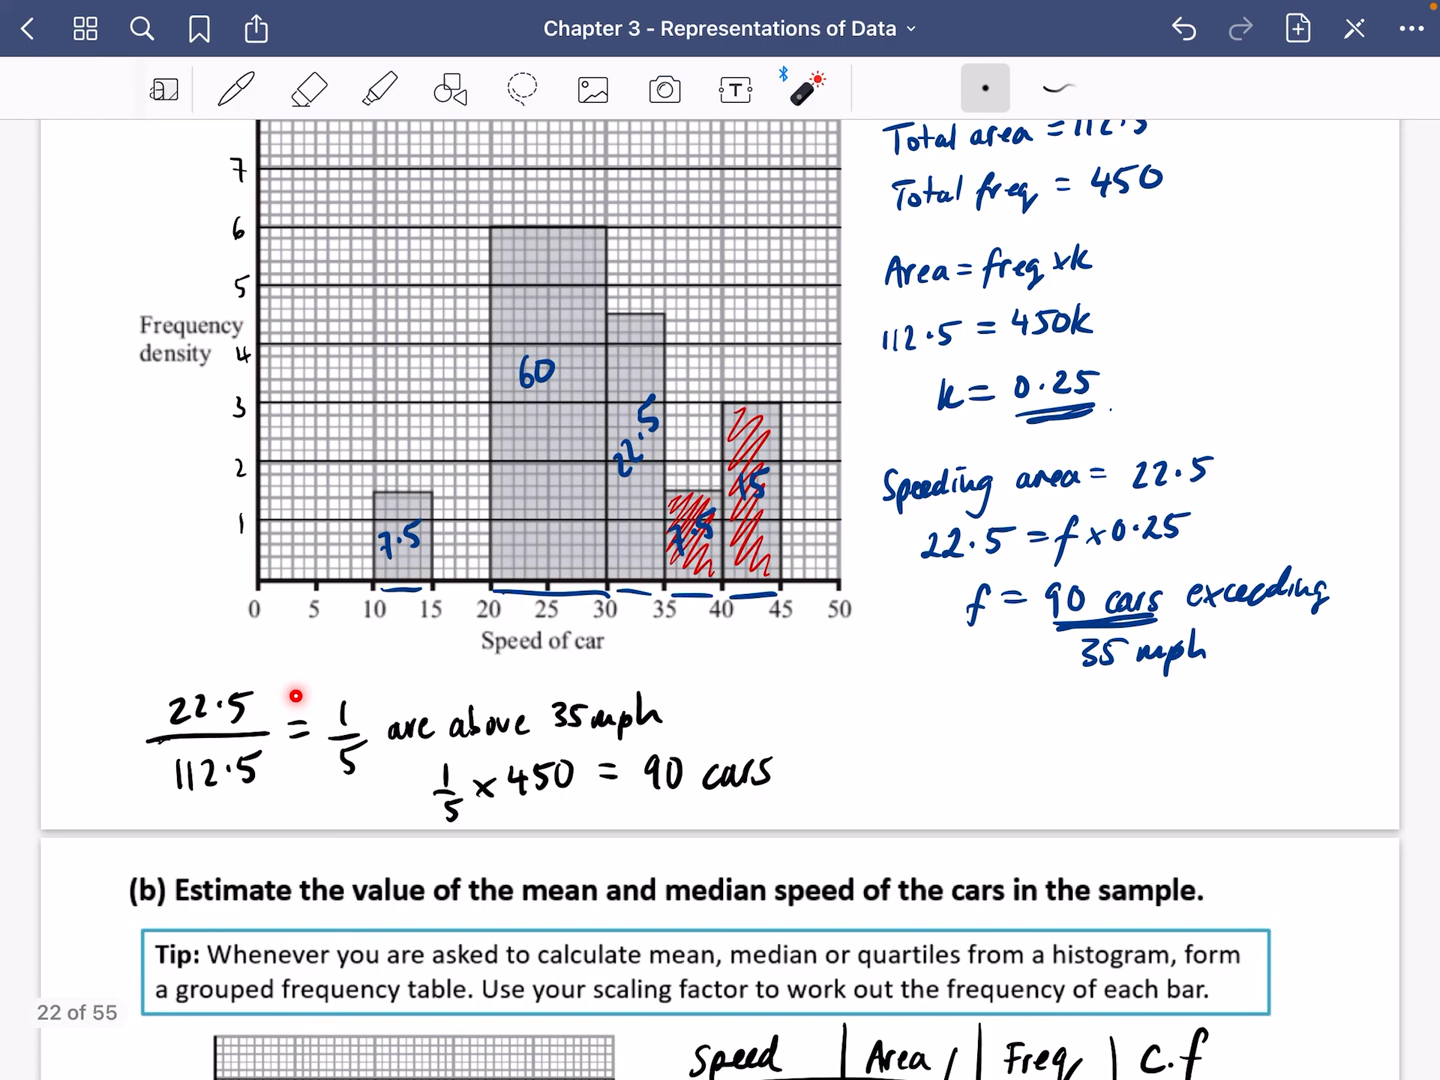 Chapter 3 - Representations of Data
Total area = 112.5
Total freq = 450
Area = freq x k
112.5 = 450k
k = 0.25
Speeding area = 22.5
22.5 = f x 0.25
f = 90 cars exceeding
35 mph
7
6
5
Frequency
density
4
3
2
1
60
22.5
7.5
7.5
15
0 5 10 15 20 25 30 35 40 45 50
Speed of car
22.5 / 112.5 = 1/5 are above 35mph
1/5 x 450 = 90 cars
(b) Estimate the value of the mean and median speed of the cars in the sample.
Tip: Whenever you are asked to calculate mean, median or quartiles from a histogram, form
a grouped frequency table. Use your scaling factor to work out the frequency of each bar.
22 of 55
Speed Area Freq C.f